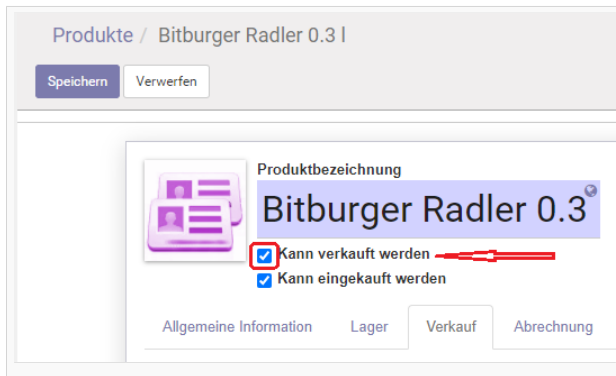 Produkte / Bitburger Radler 0.3 l
Speichern Verwerfen
Produktbezeichnung
Bitburger Radler 0.3
Kann verkauft werden
Kann eingekauft werden
Allgemeine Information Lager Verkauf Abrechnung